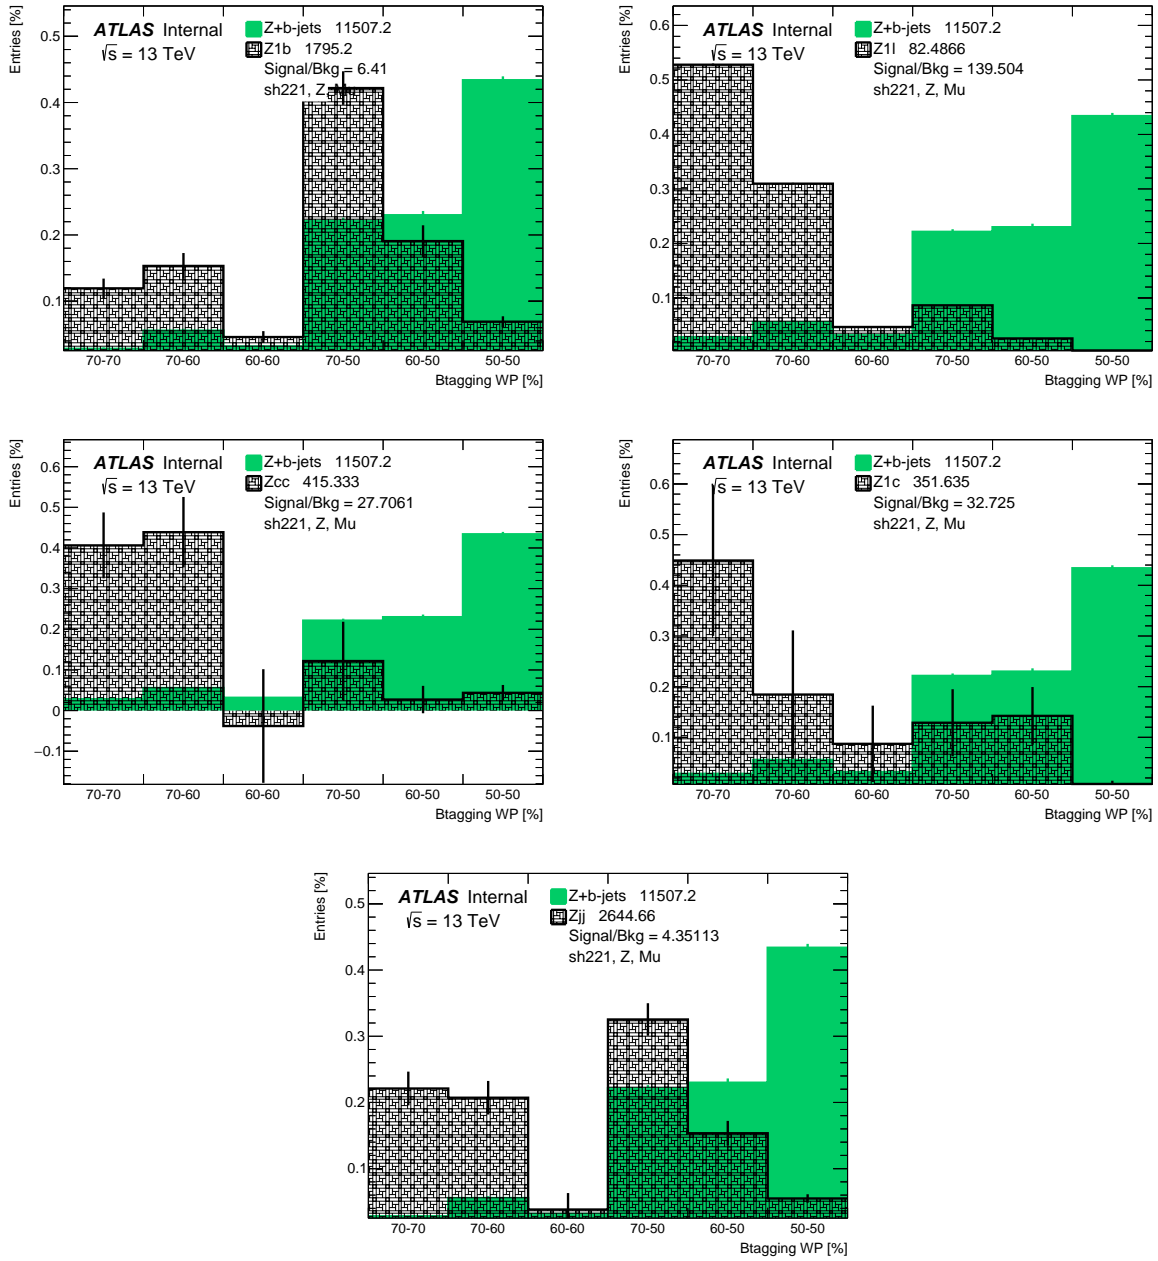 Entries [%]
ATLAS Internal
√s = 13 TeV
Z+b-jets 11507.2
Z1b 1795.2
Signal/Bkg = 6.41
sh221, Z,
0.5
0.4
0.3
0.2
0.1
70-70 70-60 60-60 70-50 60-50 50-50
Btagging WP [%]
Entries [%]
ATLAS Internal
√s = 13 TeV
Z+b-jets 11507.2
Z1l 82.4866
Signal/Bkg = 139.504
sh221, Z, Mu
0.6
0.5
0.4
0.3
0.2
0.1
70-70 70-60 60-60 70-50 60-50 50-50
Btagging WP [%]
Entries [%]
ATLAS Internal
√s = 13 TeV
Z+b-jets 11507.2
Zcc 415.333
Signal/Bkg = 27.7061
sh221, Z, Mu
0.6
0.5
0.4
0.3
0.2
0.1
0
−0.1
70-70 70-60 60-60 70-50 60-50 50-50
Btagging WP [%]
Entries [%]
ATLAS Internal
√s = 13 TeV
Z+b-jets 11507.2
Z1c 351.635
Signal/Bkg = 32.725
sh221, Z, Mu
0.6
0.5
0.4
0.3
0.2
0.1
70-70 70-60 60-60 70-50 60-50 50-50
Btagging WP [%]
Entries [%]
ATLAS Internal
√s = 13 TeV
Z+b-jets 11507.2
Zjj 2644.66
Signal/Bkg = 4.35113
sh221, Z, Mu
0.5
0.4
0.3
0.2
0.1
70-70 70-60 60-60 70-50 60-50 50-50
Btagging WP [%]